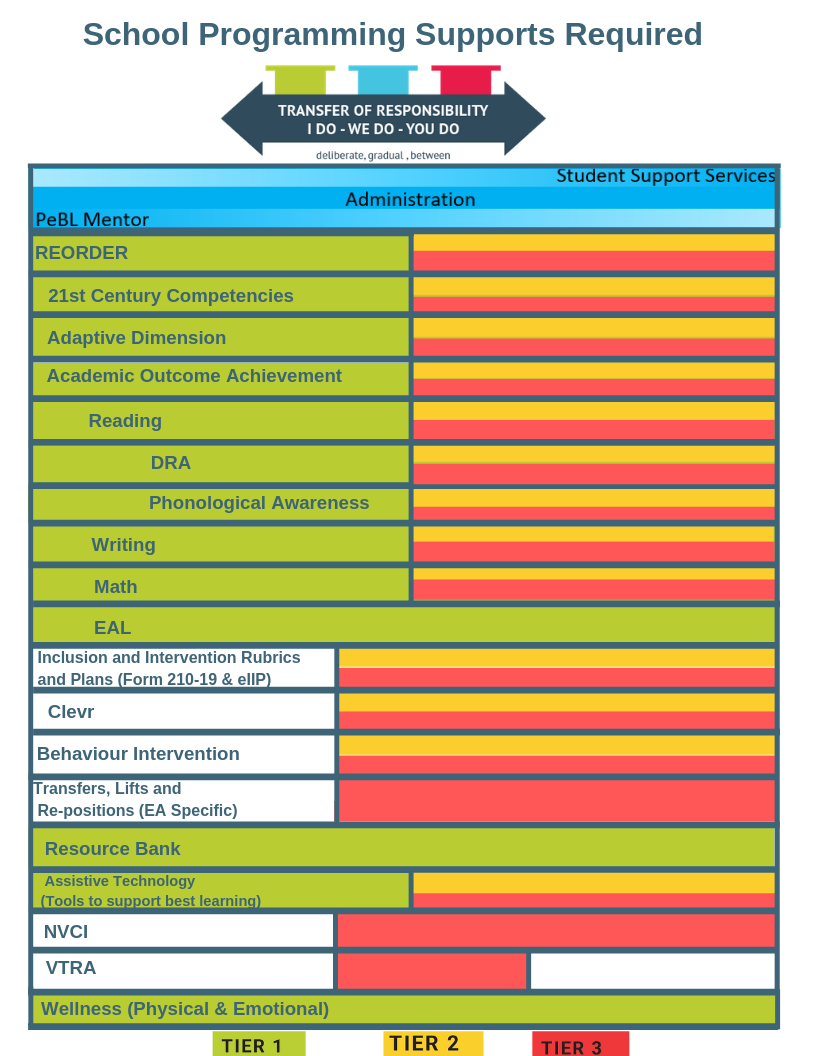 School Programming Supports Required
TRANSFER OF RESPONSIBILITY
I DO - WE DO - YOU DO
deliberate, gradual , between
Student Support Services
Administration
PeBL Mentor
REORDER
21st Century Competencies
Adaptive Dimension
Academic Outcome Achievement
Reading
DRA
Phonological Awareness
Writing
Math
EAL
Inclusion and Intervention Rubrics
and Plans (Form 210-19 & eIIP)
Clevr
Behaviour Intervention
Transfers, Lifts and
Re-positions (EA Specific)
Resource Bank
Assistive Technology
(Tools to support best learning)
NVCI
VTRA
Wellness (Physical & Emotional)
TIER 1
TIER 2
TIER 3